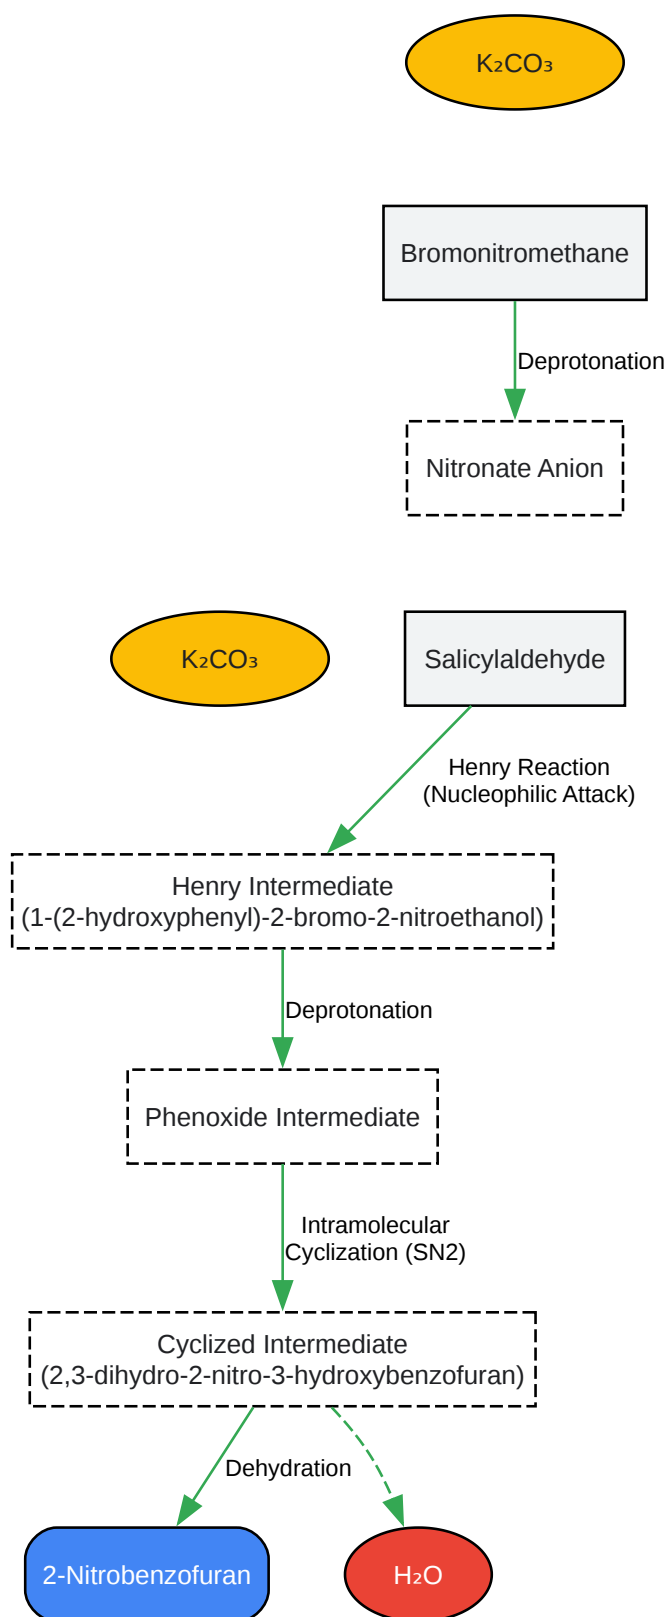 K₂CO₃
Bromonitromethane
Deprotonation
Nitronate Anion
K₂CO₃
Salicylaldehyde
Henry Reaction
(Nucleophilic Attack)
Henry Intermediate
(1-(2-hydroxyphenyl)-2-bromo-2-nitroethanol)
Deprotonation
Phenoxide Intermediate
Intramolecular
Cyclization (SN2)
Cyclized Intermediate
(2,3-dihydro-2-nitro-3-hydroxybenzofuran)
Dehydration
2-Nitrobenzofuran
H₂O